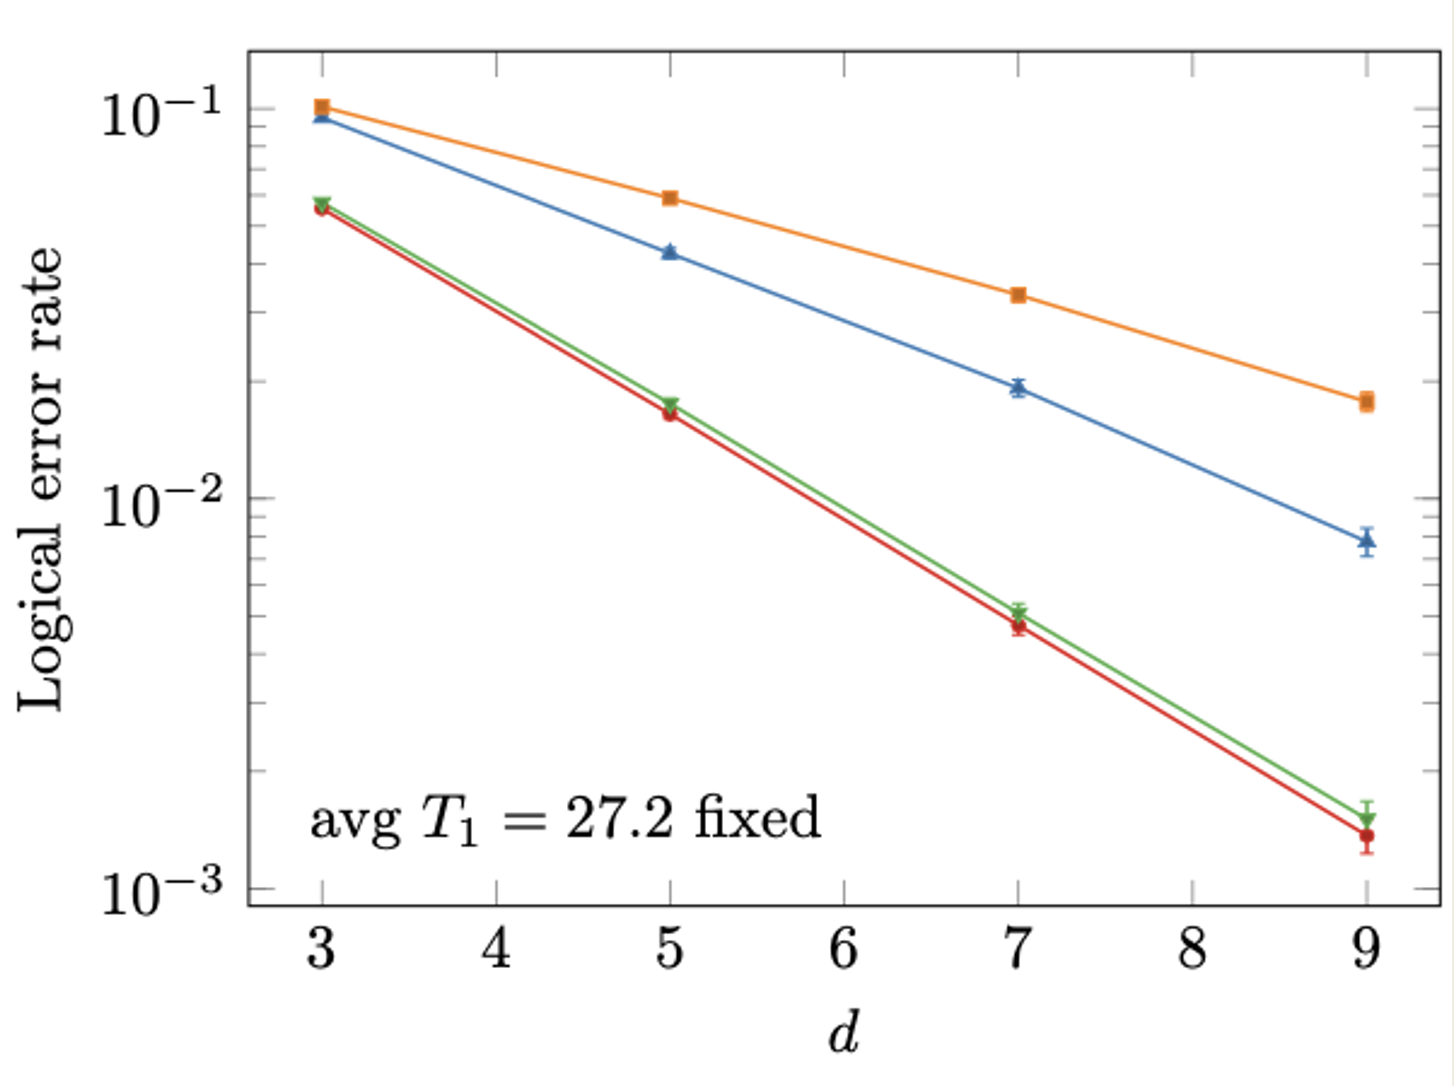 Logical error rate
10⁻¹
10⁻²
10⁻³
avg T₁ = 27.2 fixed
3 4 5 6 7 8 9
d